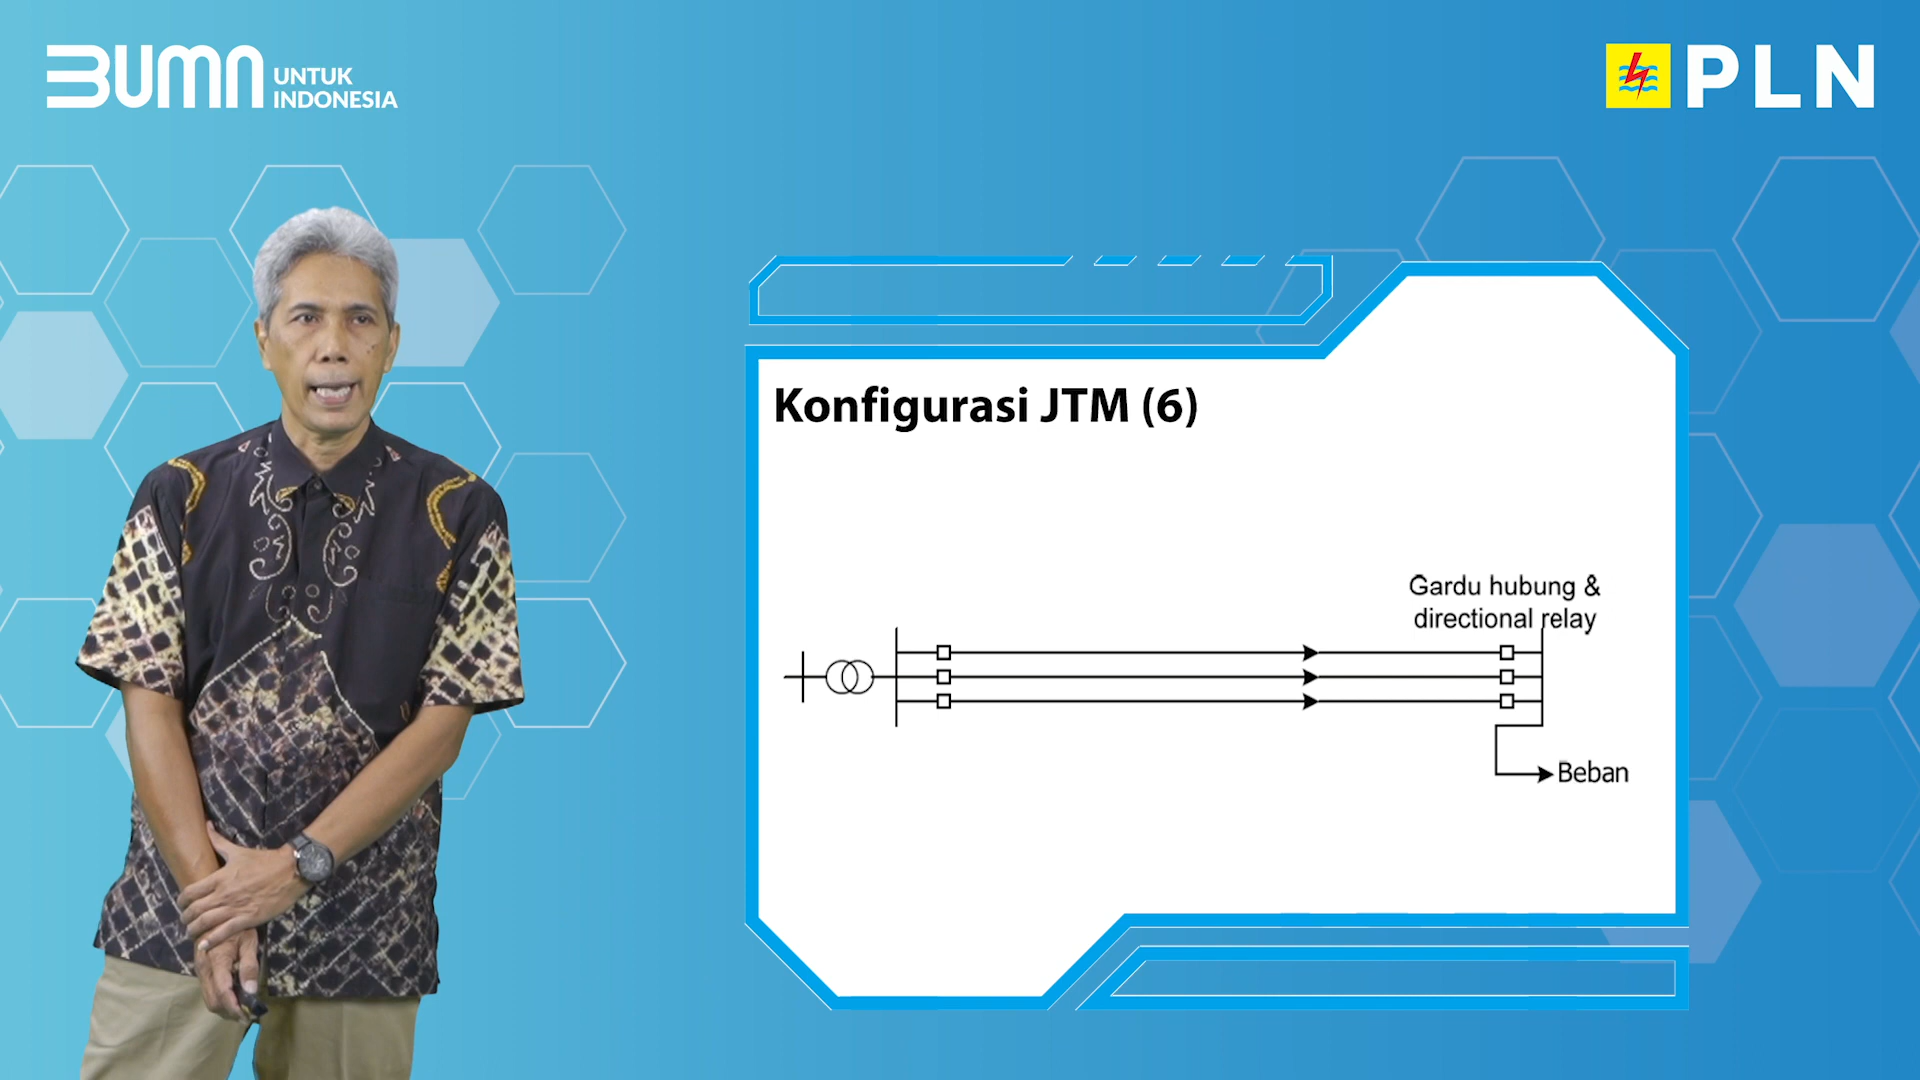 BUMN UNTUK
INDONESIA
PLN
Konfigurasi JTM (6)
Gardu hubung &
directional relay
Beban